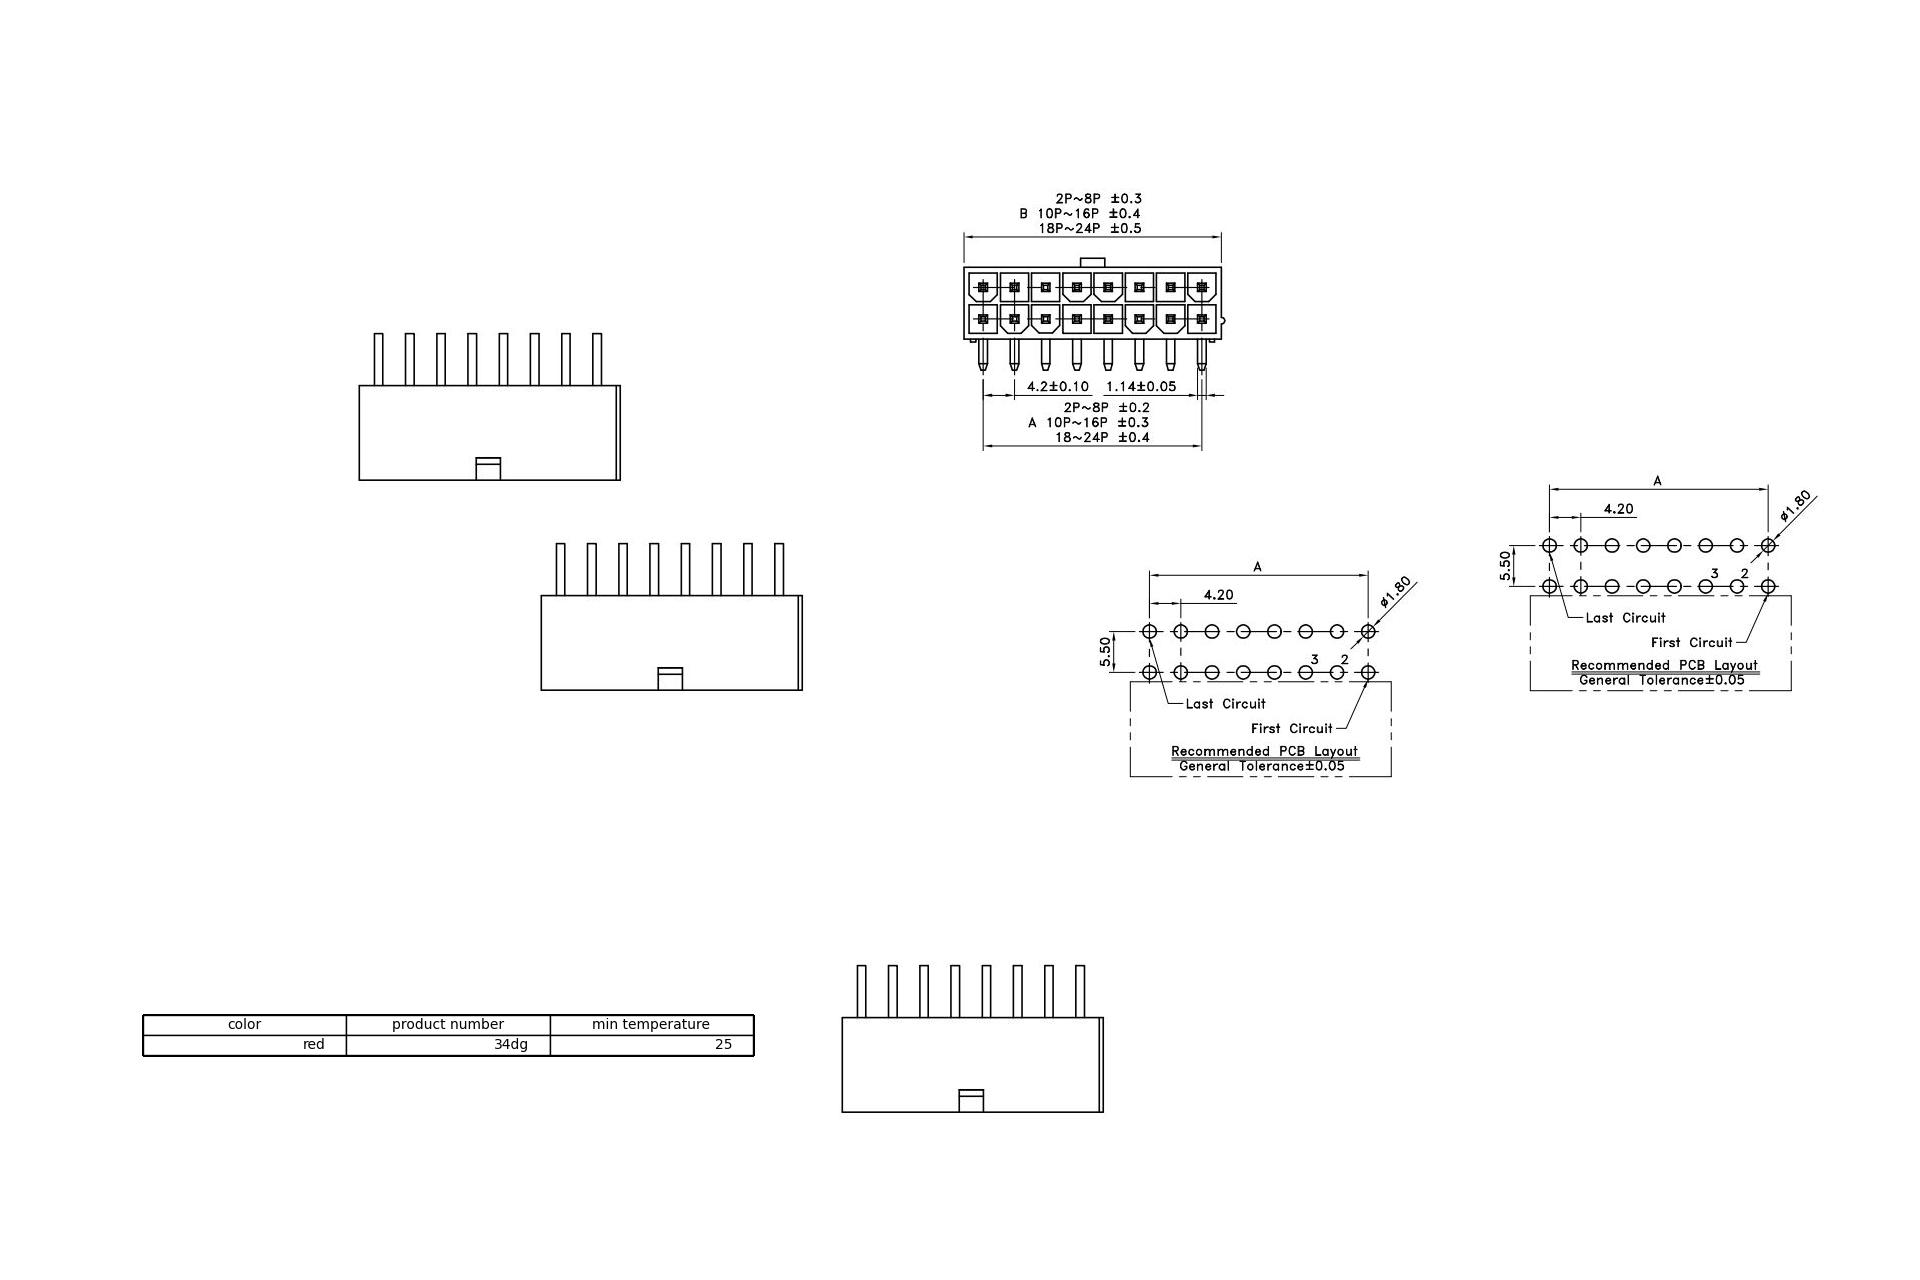 2P~8P ±0.3
B 10P~16P ±0.4
18P~24P ±0.5
4.2±0.10 1.14±0.05
2P~8P ±0.2
A 10P~16P ±0.3
18~24P ±0.4
A
4.20
ø1.80
5.50
3 2
Last Circuit
First Circuit
Recommended PCB Layout
General Tolerance±0.05
A
4.20
ø1.80
5.50
3 2
Last Circuit
First Circuit
Recommended PCB Layout
General Tolerance±0.05
color product number min temperature
red 34dg 25